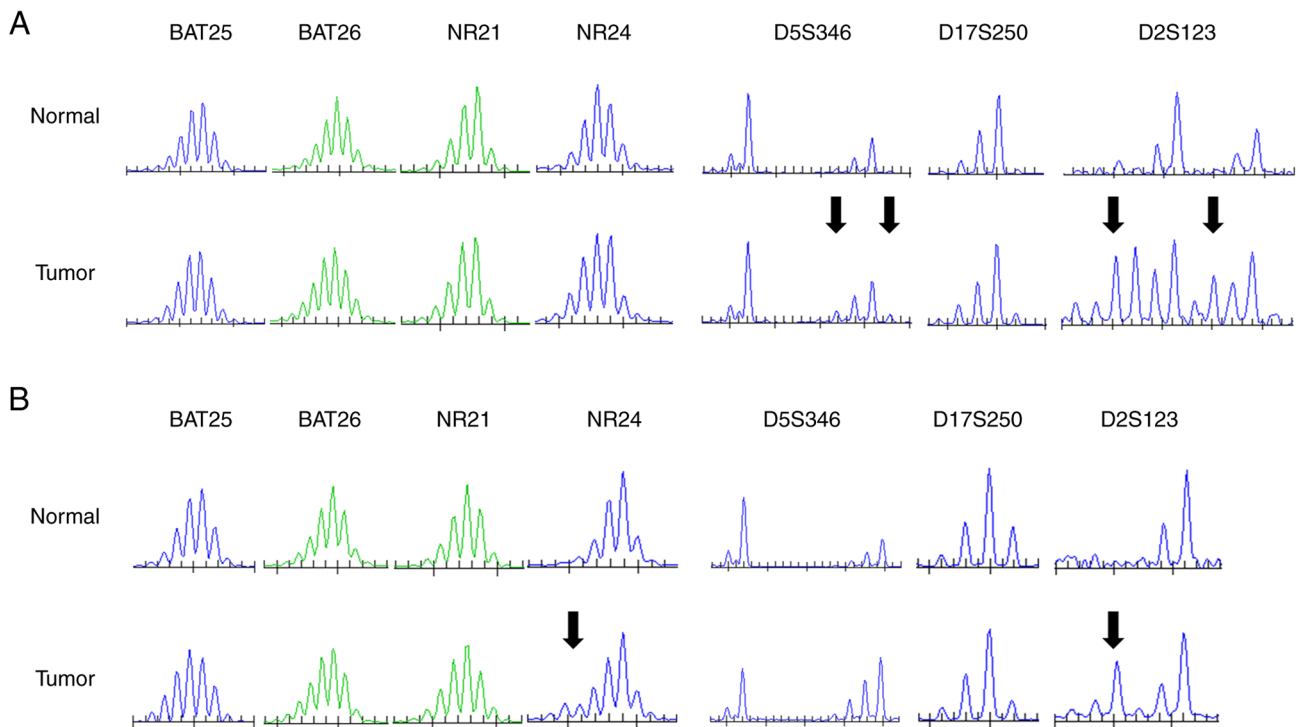 A
BAT25 BAT26 NR21 NR24 D5S346 D17S250 D2S123
Normal
Tumor
B
BAT25 BAT26 NR21 NR24 D5S346 D17S250 D2S123
Normal
Tumor